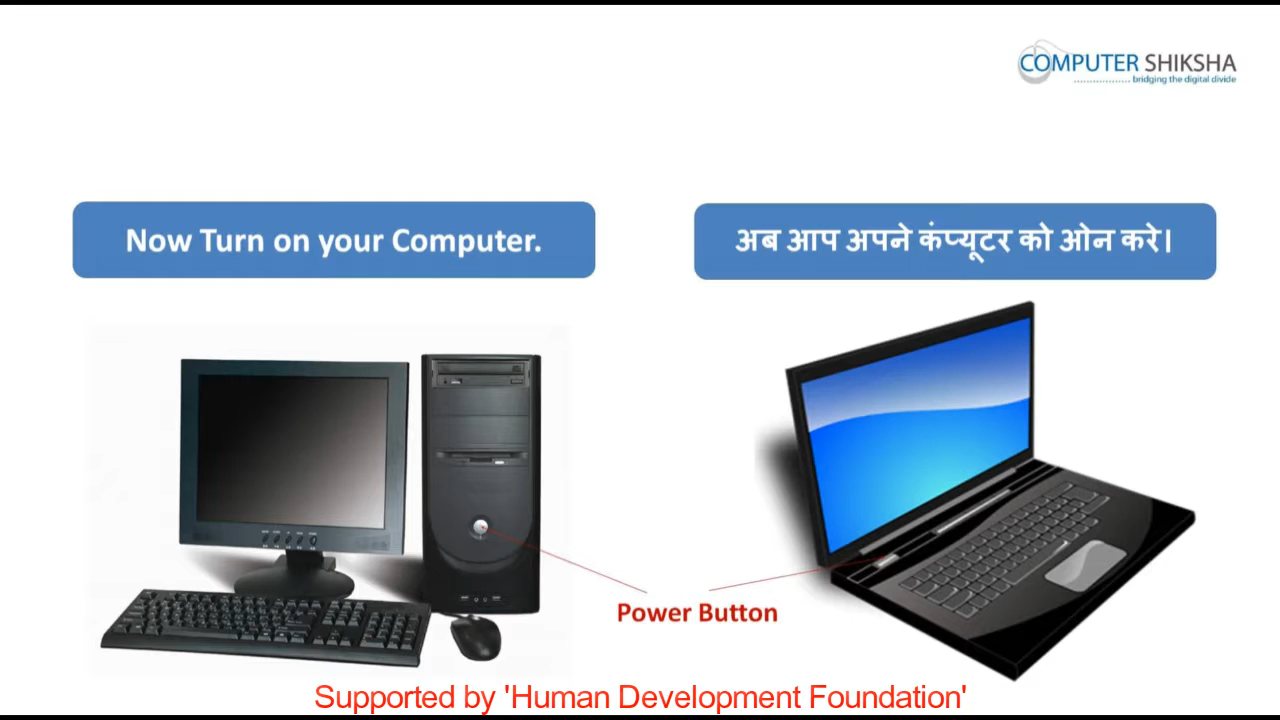 COMPUTER SHIKSHA
bridging the digital divide
Now Turn on your Computer.
अब आप अपने कंप्यूटर को ओन करे।
Power Button
Supported by 'Human Development Foundation'